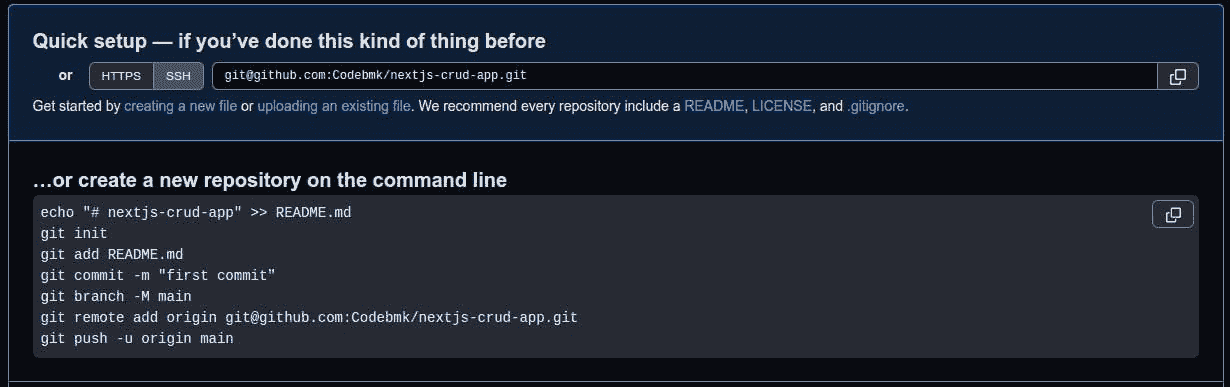 Quick setup — if you’ve done this kind of thing before
or HTTPS SSH git@github.com:Codebmk/nextjs-crud-app.git
Get started by creating a new file or uploading an existing file. We recommend every repository include a README, LICENSE, and .gitignore.
…or create a new repository on the command line
echo "# nextjs-crud-app" >> README.md
git init
git add README.md
git commit -m "first commit"
git branch -M main
git remote add origin git@github.com:Codebmk/nextjs-crud-app.git
git push -u origin main